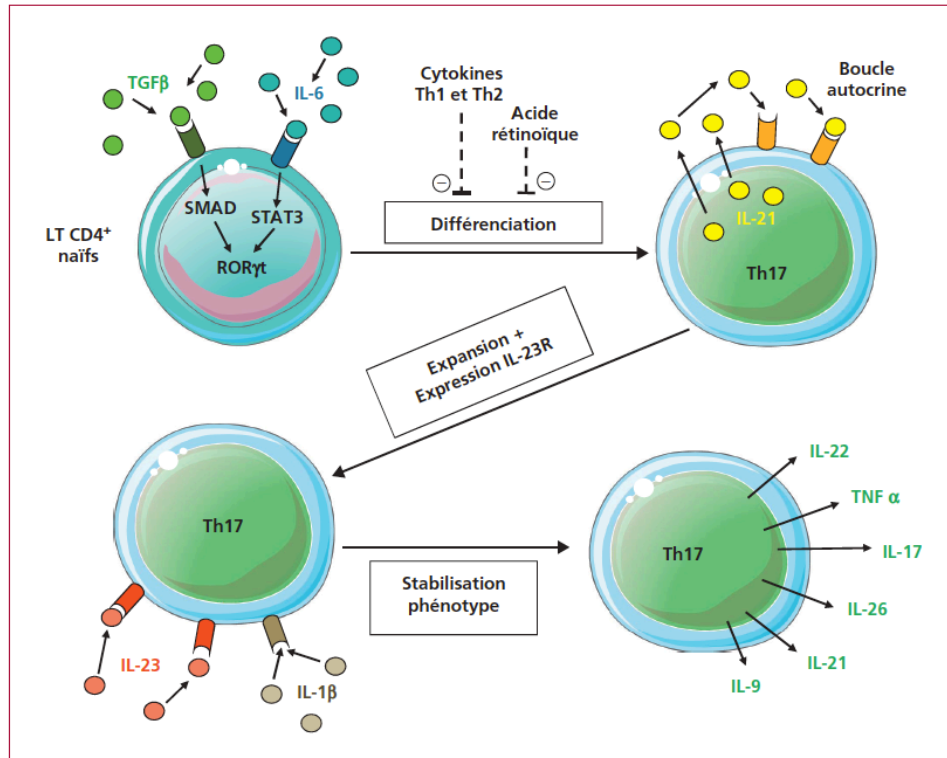 TGFβ
IL-6
SMAD
STAT3
RORγt
LT CD4+
naïfs
Cytokines
Th1 et Th2
Acide
rétinoïque
Différenciation
Boucle
autocrine
IL-21
Th17
Expansion +
Expression IL-23R
Th17
IL-23
IL-1β
Stabilisation
phénotype
Th17
IL-22
TNF α
IL-17
IL-26
IL-21
IL-9